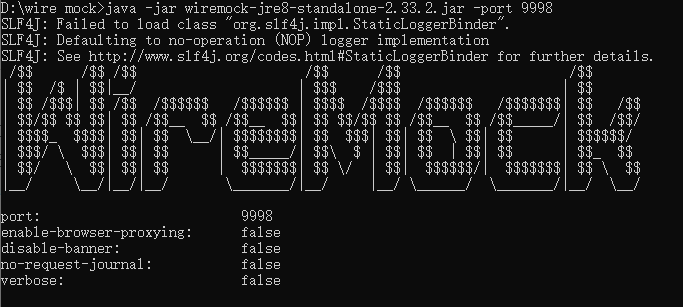 D:\wire mock>java -jar wiremock-jre8-standalone-2.33.2.jar -port 9998
SLF4J: Failed to load class "org.slf4j.impl.StaticLoggerBinder".
SLF4J: Defaulting to no-operation (NOP) logger implementation
SLF4J: See http://www.slf4j.org/codes.html#StaticLoggerBinder for further details.
WireMock
port: 9998
enable-browser-proxying: false
disable-banner: false
no-request-journal: false
verbose: false